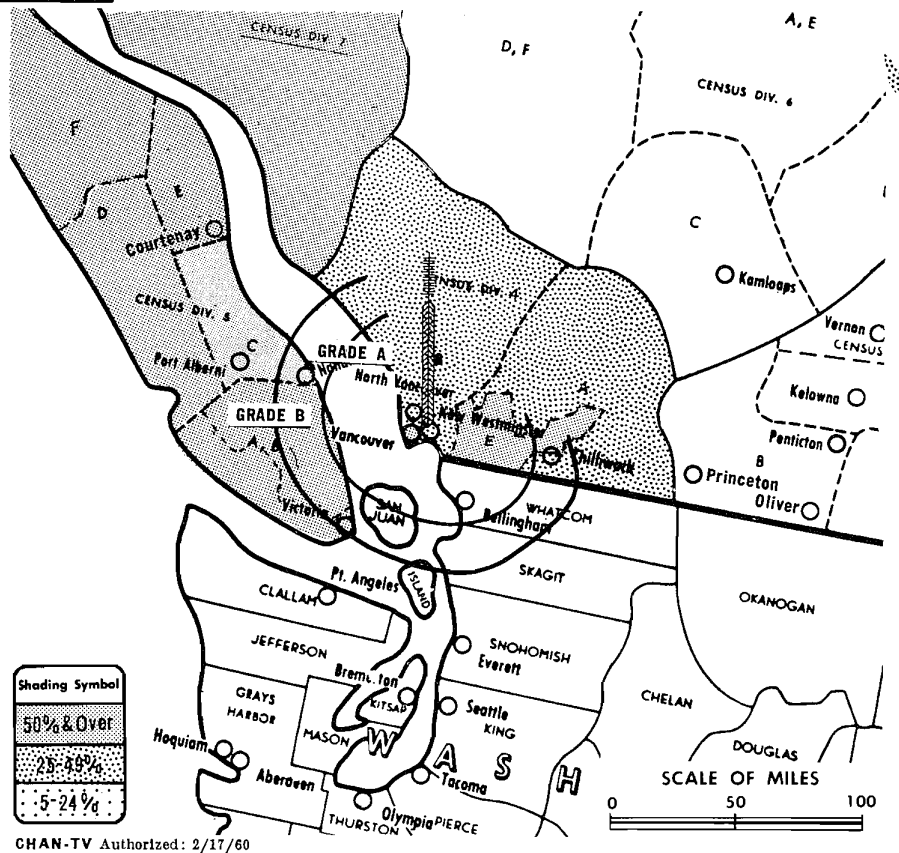 CENSUS DIV. 7
D, F
A, E
CENSUS DIV. 6
F
E
D
Courtenay
C
Kamloops
CENSUS DIV. 5
C
Port Alberni
GRADE A
North Vancouver
B
A
Vernon
CENSUS
Kelowna
GRADE B
New Westminster
Vancouver
E
Chilliwack
Penticton
B
Princeton
Oliver
A, B
Victoria
SAN
JUAN
Bellingham
WHATCOM
SKAGIT
Pt. Angeles
ISLAND
CLALLAM
OKANOGAN
JEFFERSON
SNOHOMISH
Everett
Bremerton
KITSAP
CHELAN
GRAYS
HARBOR
Seattle
KING
MASON
WASH
Hoquiam
Aberdeen
Tacoma
DOUGLAS
Olympia
PIERCE
THURSTON
Shading Symbol
50% & Over
25-49%
5-24%
SCALE OF MILES
0 50 100
CHAN-TV Authorized: 2/17/60